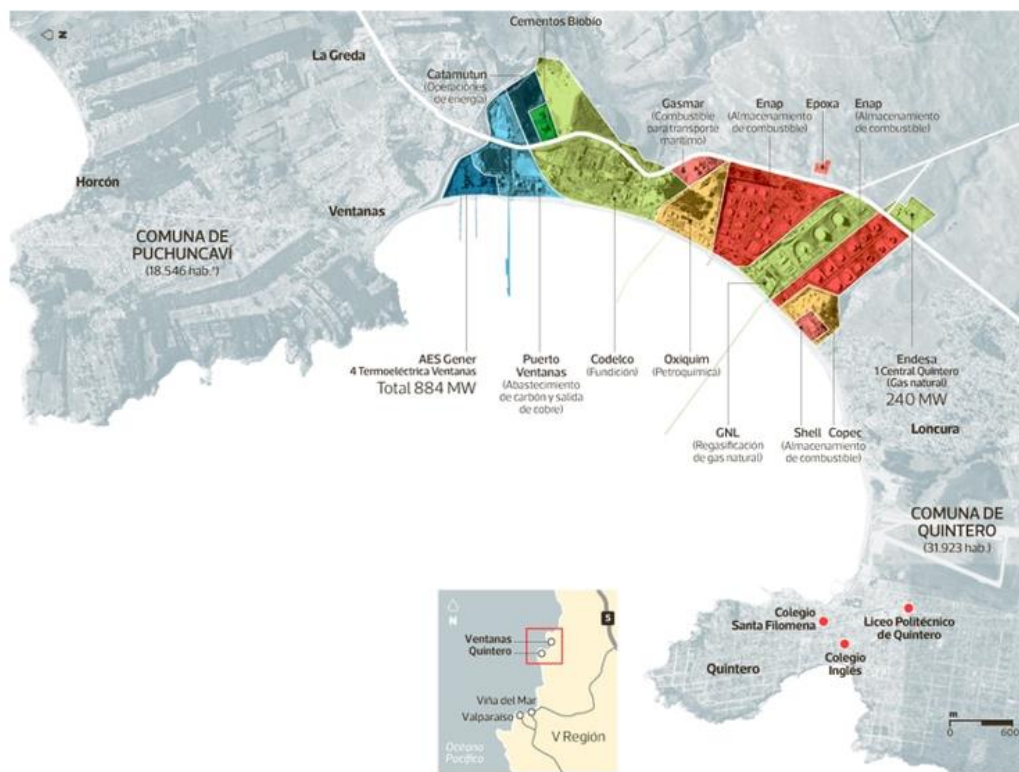 Cementos Biobío
N
La Greda
Catamutun
(Operaciones
de energía)
Gasmar
(Combustible
para transporte
marítimo)
Enap
(Almacenamiento
de combustible)
Epoxa
Enap
(Almacenamiento
de combustible)
Horcón
Ventanas
COMUNA DE
PUCHUNCAVÍ
(18.546 hab.*)
AES Gener
4 Termoeléctrica Ventanas
Total 884 MW
Puerto
Ventanas
(Abastecimiento
de carbón y salida
de cobre)
Codelco
(Fundición)
Oxiquim
(Petroquímica)
Endesa
1 Central Quintero
(Gas natural)
240 MW
GNL
(Regasificación
de gas natural)
Shell Copec
(Almacenamiento
de combustible)
Loncura
COMUNA DE
QUINTERO
(31.923 hab.)
Colegio
Santa Filomena
Liceo Politécnico
de Quintero
Colegio
Inglés
Quintero
m
0 600
N
5
Ventanas
Quintero
Viña del Mar
Valparaíso
V Región
Océano
Pacífico